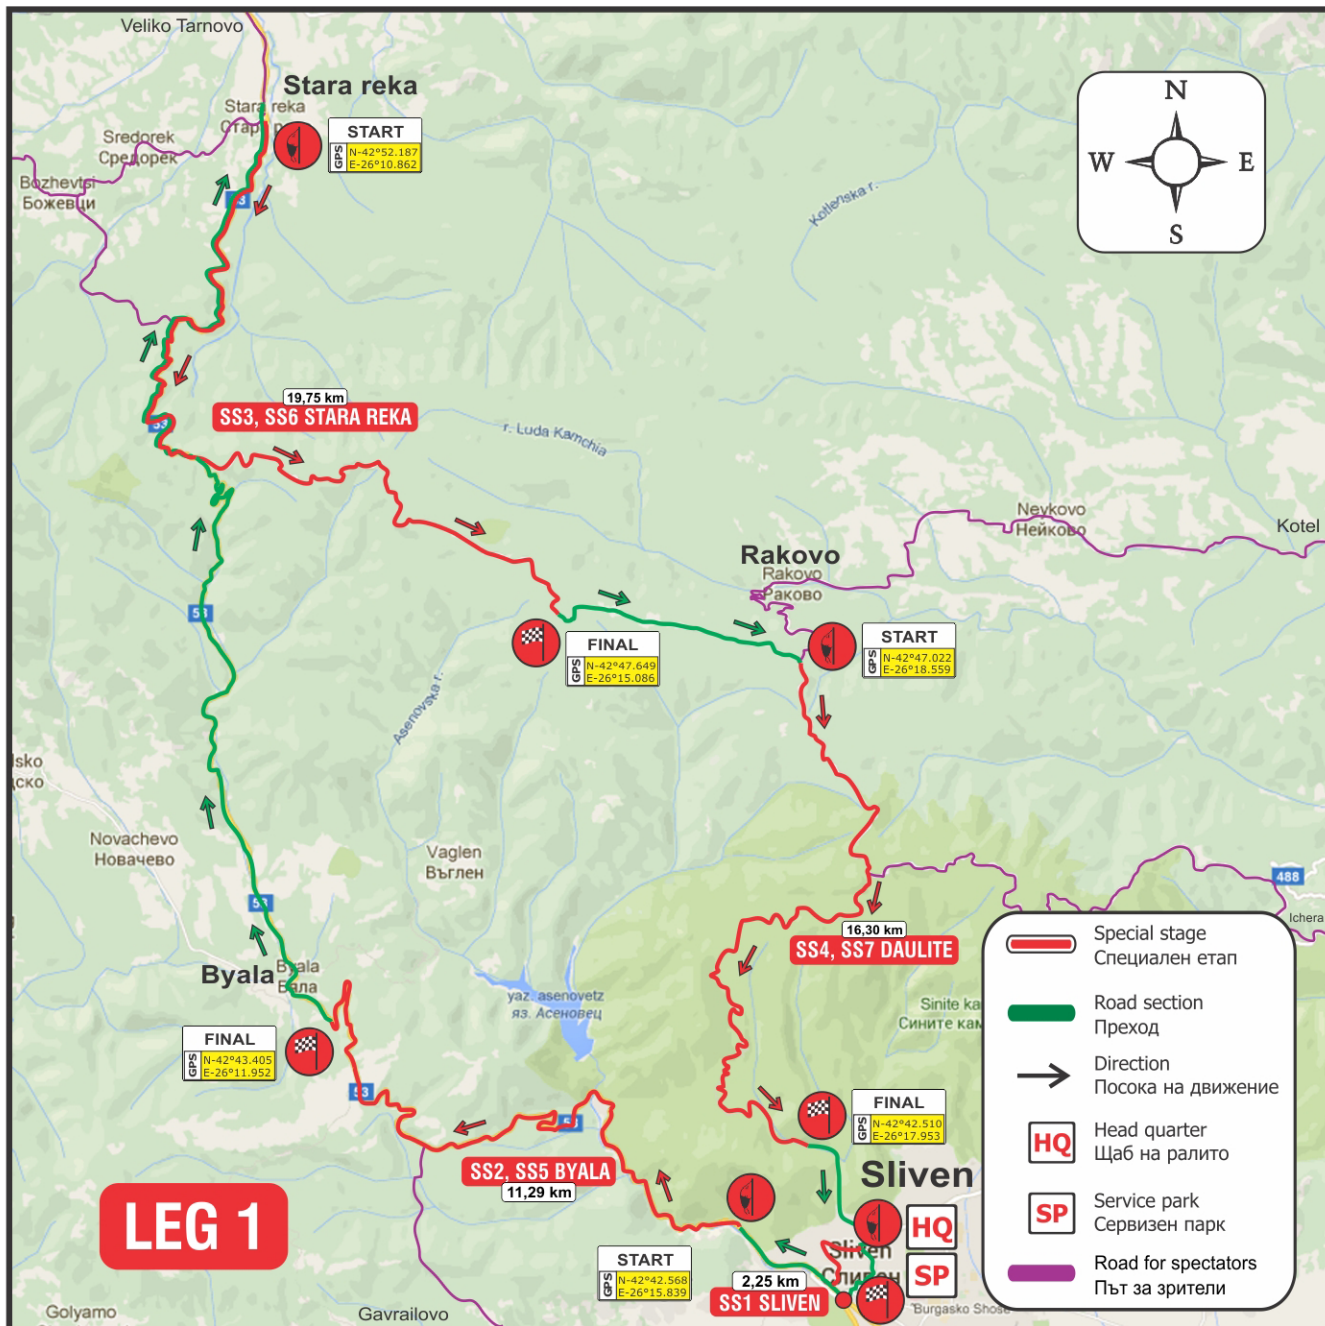 Veliko Tarnovo
Stara reka
Stara reka
START
GPS
N-42°52.187
E-26°10.862
Sredorek
Средорек
Bozhevtsi
Божевци
N
W
E
S
Kotlenska r.
19,75 km
SS3, SS6 STARA REKA
53
r. Luda Kamchia
Nevkovo
Нейково
Kotel
Rakovo
Rakovo
Раково
53
FINAL
GPS
N-42°47.649
E-26°15.086
START
GPS
N-42°47.022
E-26°18.559
Asenovska r.
Novachevo
Новачево
Vaglen
Въглен
488
53
Ichera
16,30 km
SS4, SS7 DAULITE
Byala
Byala
Бяла
yaz. asenovetz
яз. Асеновец
Sinite ka
Сините кам
FINAL
GPS
N-42°43.405
E-26°11.952
53
FINAL
GPS
N-42°42.510
E-26°17.953
SS2, SS5 BYALA
11,29 km
Sliven
HQ
SP
Sliven
LEG 1
START
GPS
N-42°42.568
E-26°15.839
2,25 km
SS1 SLIVEN
Burgasko Shose
Golyamo
Gavrailovo
Special stage
Специален етап
Road section
Преход
Direction
Посока на движение
HQ
Head quarter
Щаб на ралито
SP
Service park
Сервизен парк
Road for spectators
Път за зрители